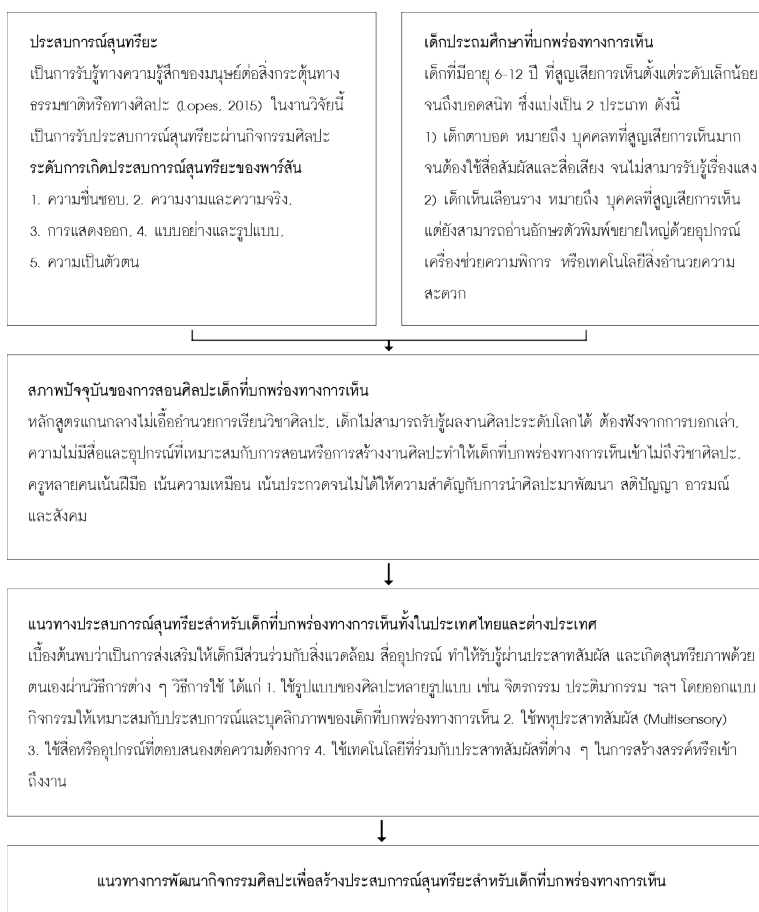 ประสบการณ์สุนทรียะ
เป็นการรับรู้ทางความรู้สึกของมนุษย์ต่อสิ่งกระตุ้นทาง
ธรรมชาติหรือทางศิลปะ (Lopes, 2015) ในงานวิจัยนี้
เป็นการรับประสบการณ์สุนทรียะผ่านกิจกรรมศิลปะ
ระดับการเกิดประสบการณ์สุนทรียะของพาร์สัน
1. ความชื่นชอบ, 2. ความงามและความจริง,
3. การแสดงออก, 4. แบบอย่างและรูปแบบ,
5. ความเป็นตัวตน
เด็กประถมศึกษาที่บกพร่องทางการเห็น
เด็กที่มีอายุ 6-12 ปี ที่สูญเสียการเห็นตั้งแต่ระดับเล็กน้อย
จนถึงบอดสนิท ซึ่งแบ่งเป็น 2 ประเภท ดังนี้
1) เด็กตาบอด หมายถึง บุคคลทที่สูญเสียการเห็นมาก
จนต้องใช้สื่อสัมผัสและสื่อเสียง จนไม่สามารรับรู้เรื่องแสง
2) เด็กเห็นเลือนราง หมายถึง บุคคลที่สูญเสียการเห็น
แต่ยังสามารถอ่านอักษรตัวพิมพ์ขยายใหญ่ด้วยอุปกรณ์
เครื่องช่วยความพิการ หรือเทคโนโลยีสิ่งอำนวยความ
สะดวก
สภาพปัจจุบันของการสอนศิลปะเด็กที่บกพร่องทางการเห็น
หลักสูตรแกนกลางไม่เอื้ออำนวยการเรียนวิชาศิลปะ, เด็กไม่สามารถรับรู้ผลงานศิลปะระดับโลกได้ ต้องฟังจากการบอกเล่า,
ความไม่มีสื่อและอุปกรณ์ที่เหมาะสมกับการสอนหรือการสร้างงานศิลปะทำให้เด็กที่บกพร่องทางการเห็นเข้าไม่ถึงวิชาศิลปะ,
ครูหลายคนเน้นฝีมือ เน้นความเหมือน เน้นประกวดจนไม่ได้ให้ความสำคัญกับการนำศิลปะมาพัฒนา สติปัญญา อารมณ์
และสังคม
แนวทางประสบการณ์สุนทรียะสำหรับเด็กที่บกพร่องทางการเห็นทั้งในประเทศไทยและต่างประเทศ
เบื้องต้นพบว่าเป็นการส่งเสริมให้เด็กมีส่วนร่วมกับสิ่งแวดล้อม สื่ออุปกรณ์ ทำให้รับรู้ผ่านประสาทสัมผัส และเกิดสุนทรียภาพด้วย
ตนเองผ่านวิธีการต่าง ๆ วิธีการใช้ ได้แก่ 1. ใช้รูปแบบของศิลปะหลายรูปแบบ เช่น จิตรกรรม ประติมากรรม ฯลฯ โดยออกแบบ
กิจกรรมให้เหมาะสมกับประสบการณ์และบุคลิกภาพของเด็กที่บกพร่องทางการเห็น 2. ใช้พหุประสาทสัมผัส (Multisensory)
3. ใช้สื่อหรืออุปกรณ์ที่ตอบสนองต่อความต้องการ 4. ใช้เทคโนโลยีที่ร่วมกับประสาทสัมผัสที่ต่าง ๆ ในการสร้างสรรค์หรือเข้า
ถึงงาน
แนวทางการพัฒนากิจกรรมศิลปะเพื่อสร้างประสบการณ์สุนทรียะสำหรับเด็กที่บกพร่องทางการเห็น